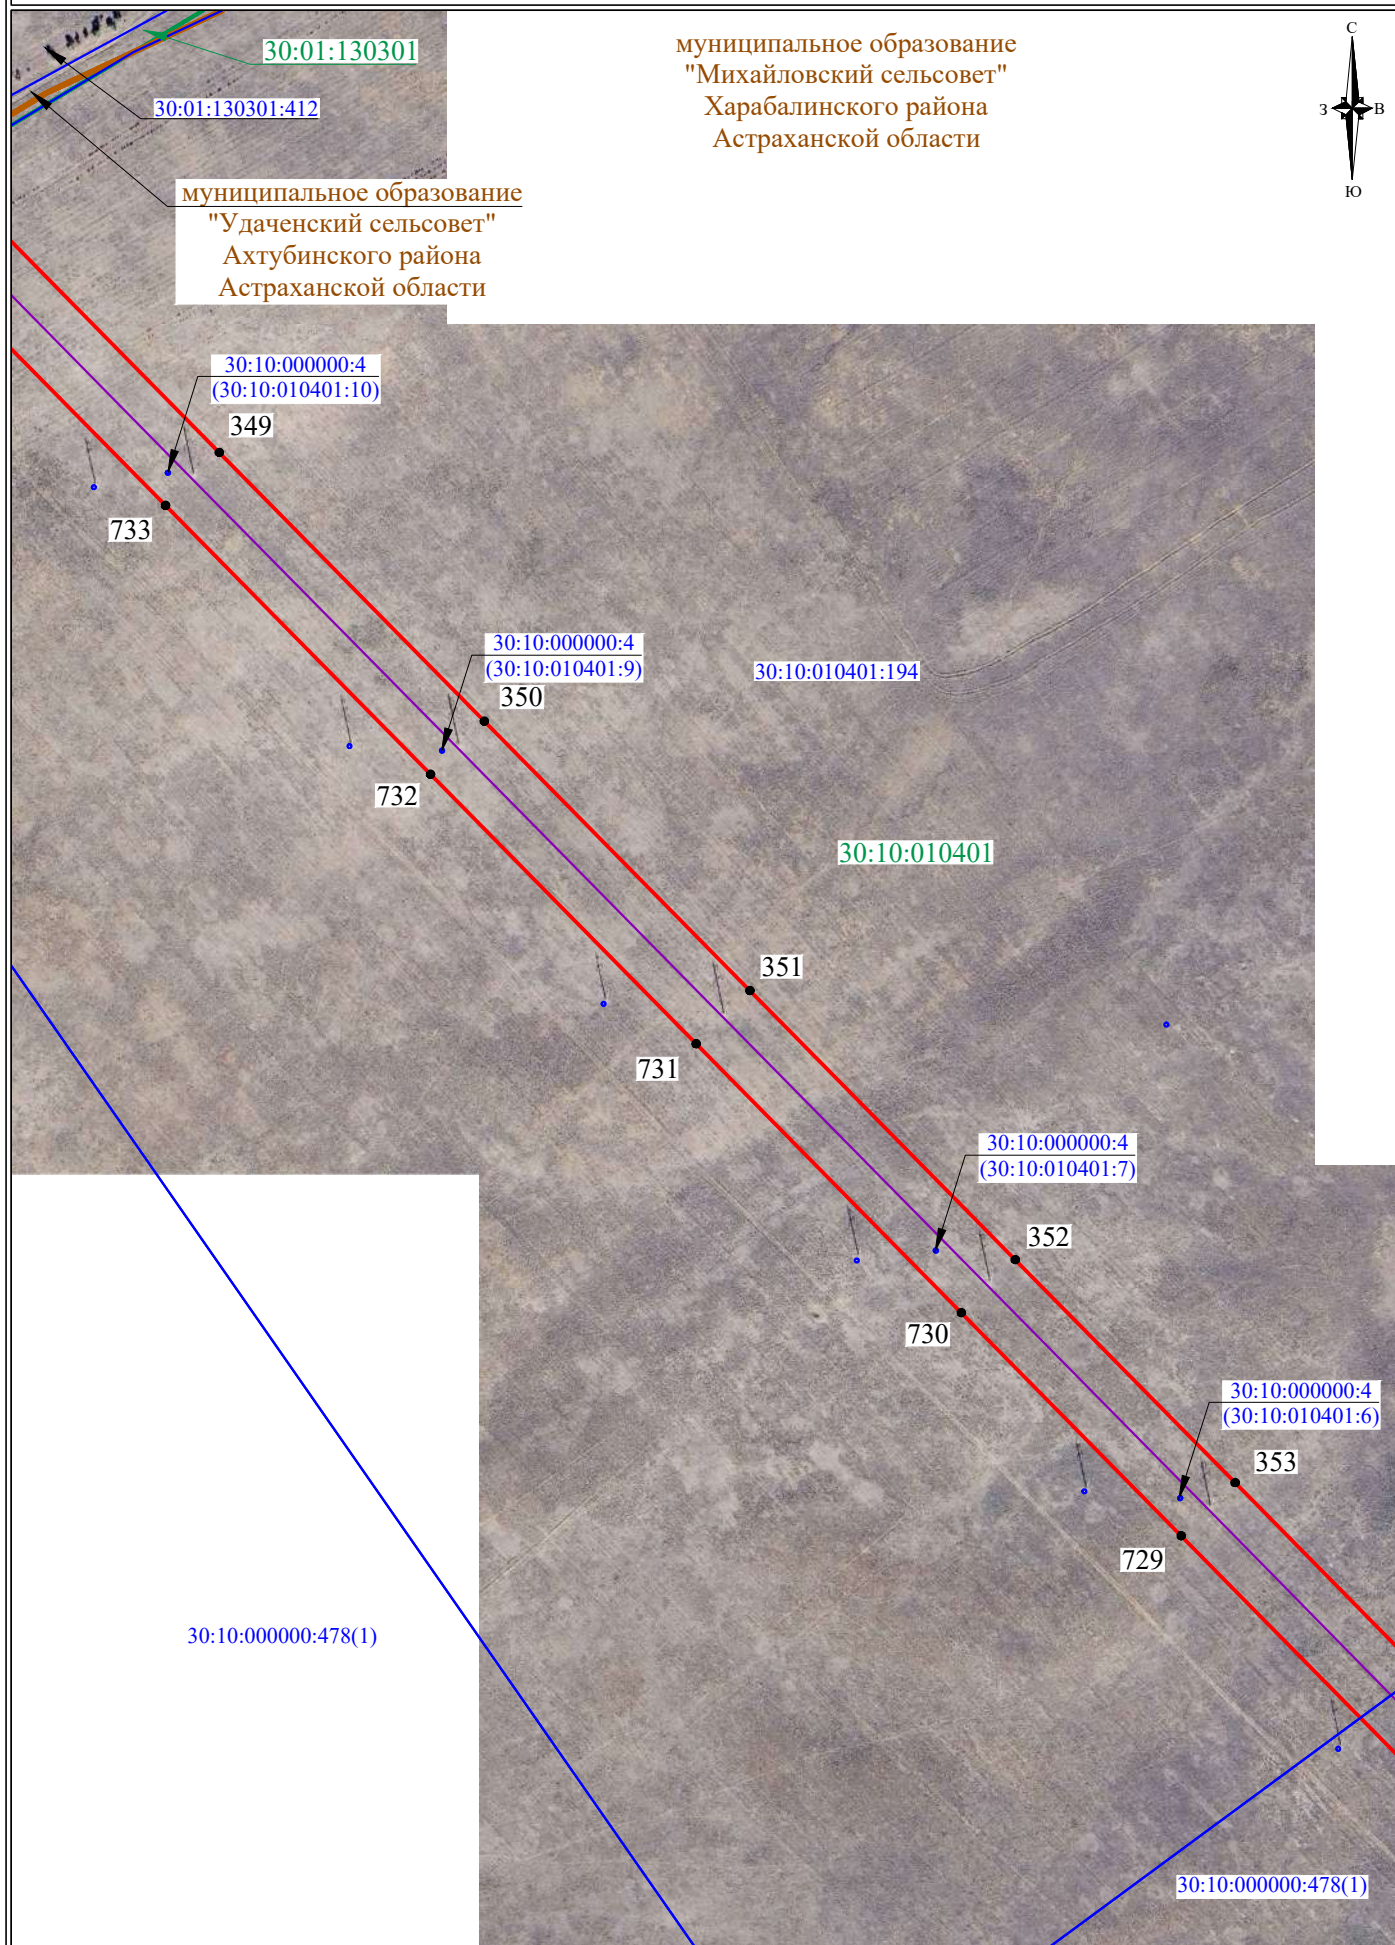 30:01:130301
30:01:130301:412
муниципальное образование
"Михайловский сельсовет"
Харабалинского района
Астраханской области
С
З
В
Ю
муниципальное образование
"Удаченский сельсовет"
Ахтубинского района
Астраханской области
30:10:000000:4
(30:10:010401:10)
349
733
30:10:000000:4
(30:10:010401:9)
350
30:10:010401:194
732
30:10:010401
351
731
30:10:000000:4
(30:10:010401:7)
352
730
30:10:000000:4
(30:10:010401:6)
353
729
30:10:000000:478(1)
30:10:000000:478(1)